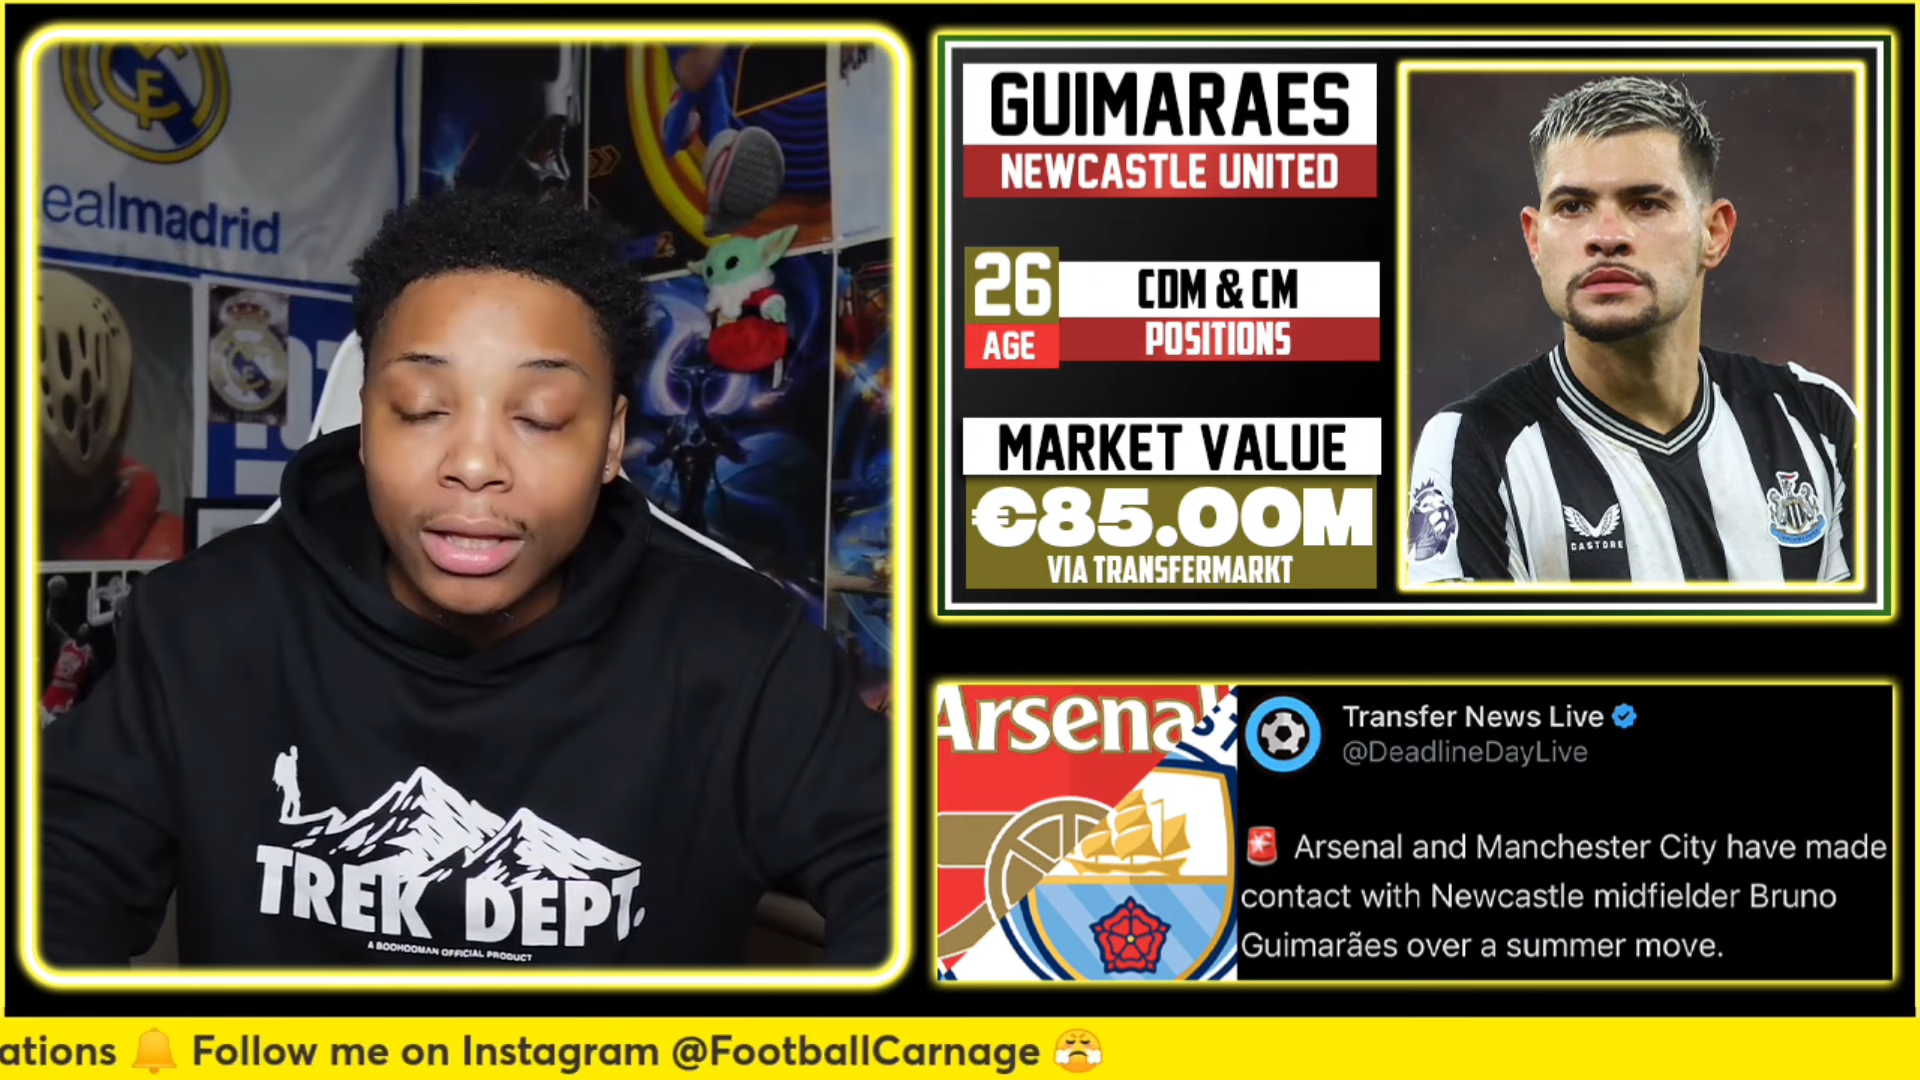 ealmadrid
TREK DEPT.
A BOOHOOMAN OFFICIAL PRODUCT
GUIMARAES
NEWCASTLE UNITED
26
AGE
CDM & CM
POSITIONS
MARKET VALUE
€85.00M
VIA TRANSFERMARKT
CASTORE
Arsenal
Transfer News Live
@DeadlineDayLive
🚨 Arsenal and Manchester City have made
contact with Newcastle midfielder Bruno
Guimarães over a summer move.
ations 🔔 Follow me on Instagram @FootballCarnage 😤